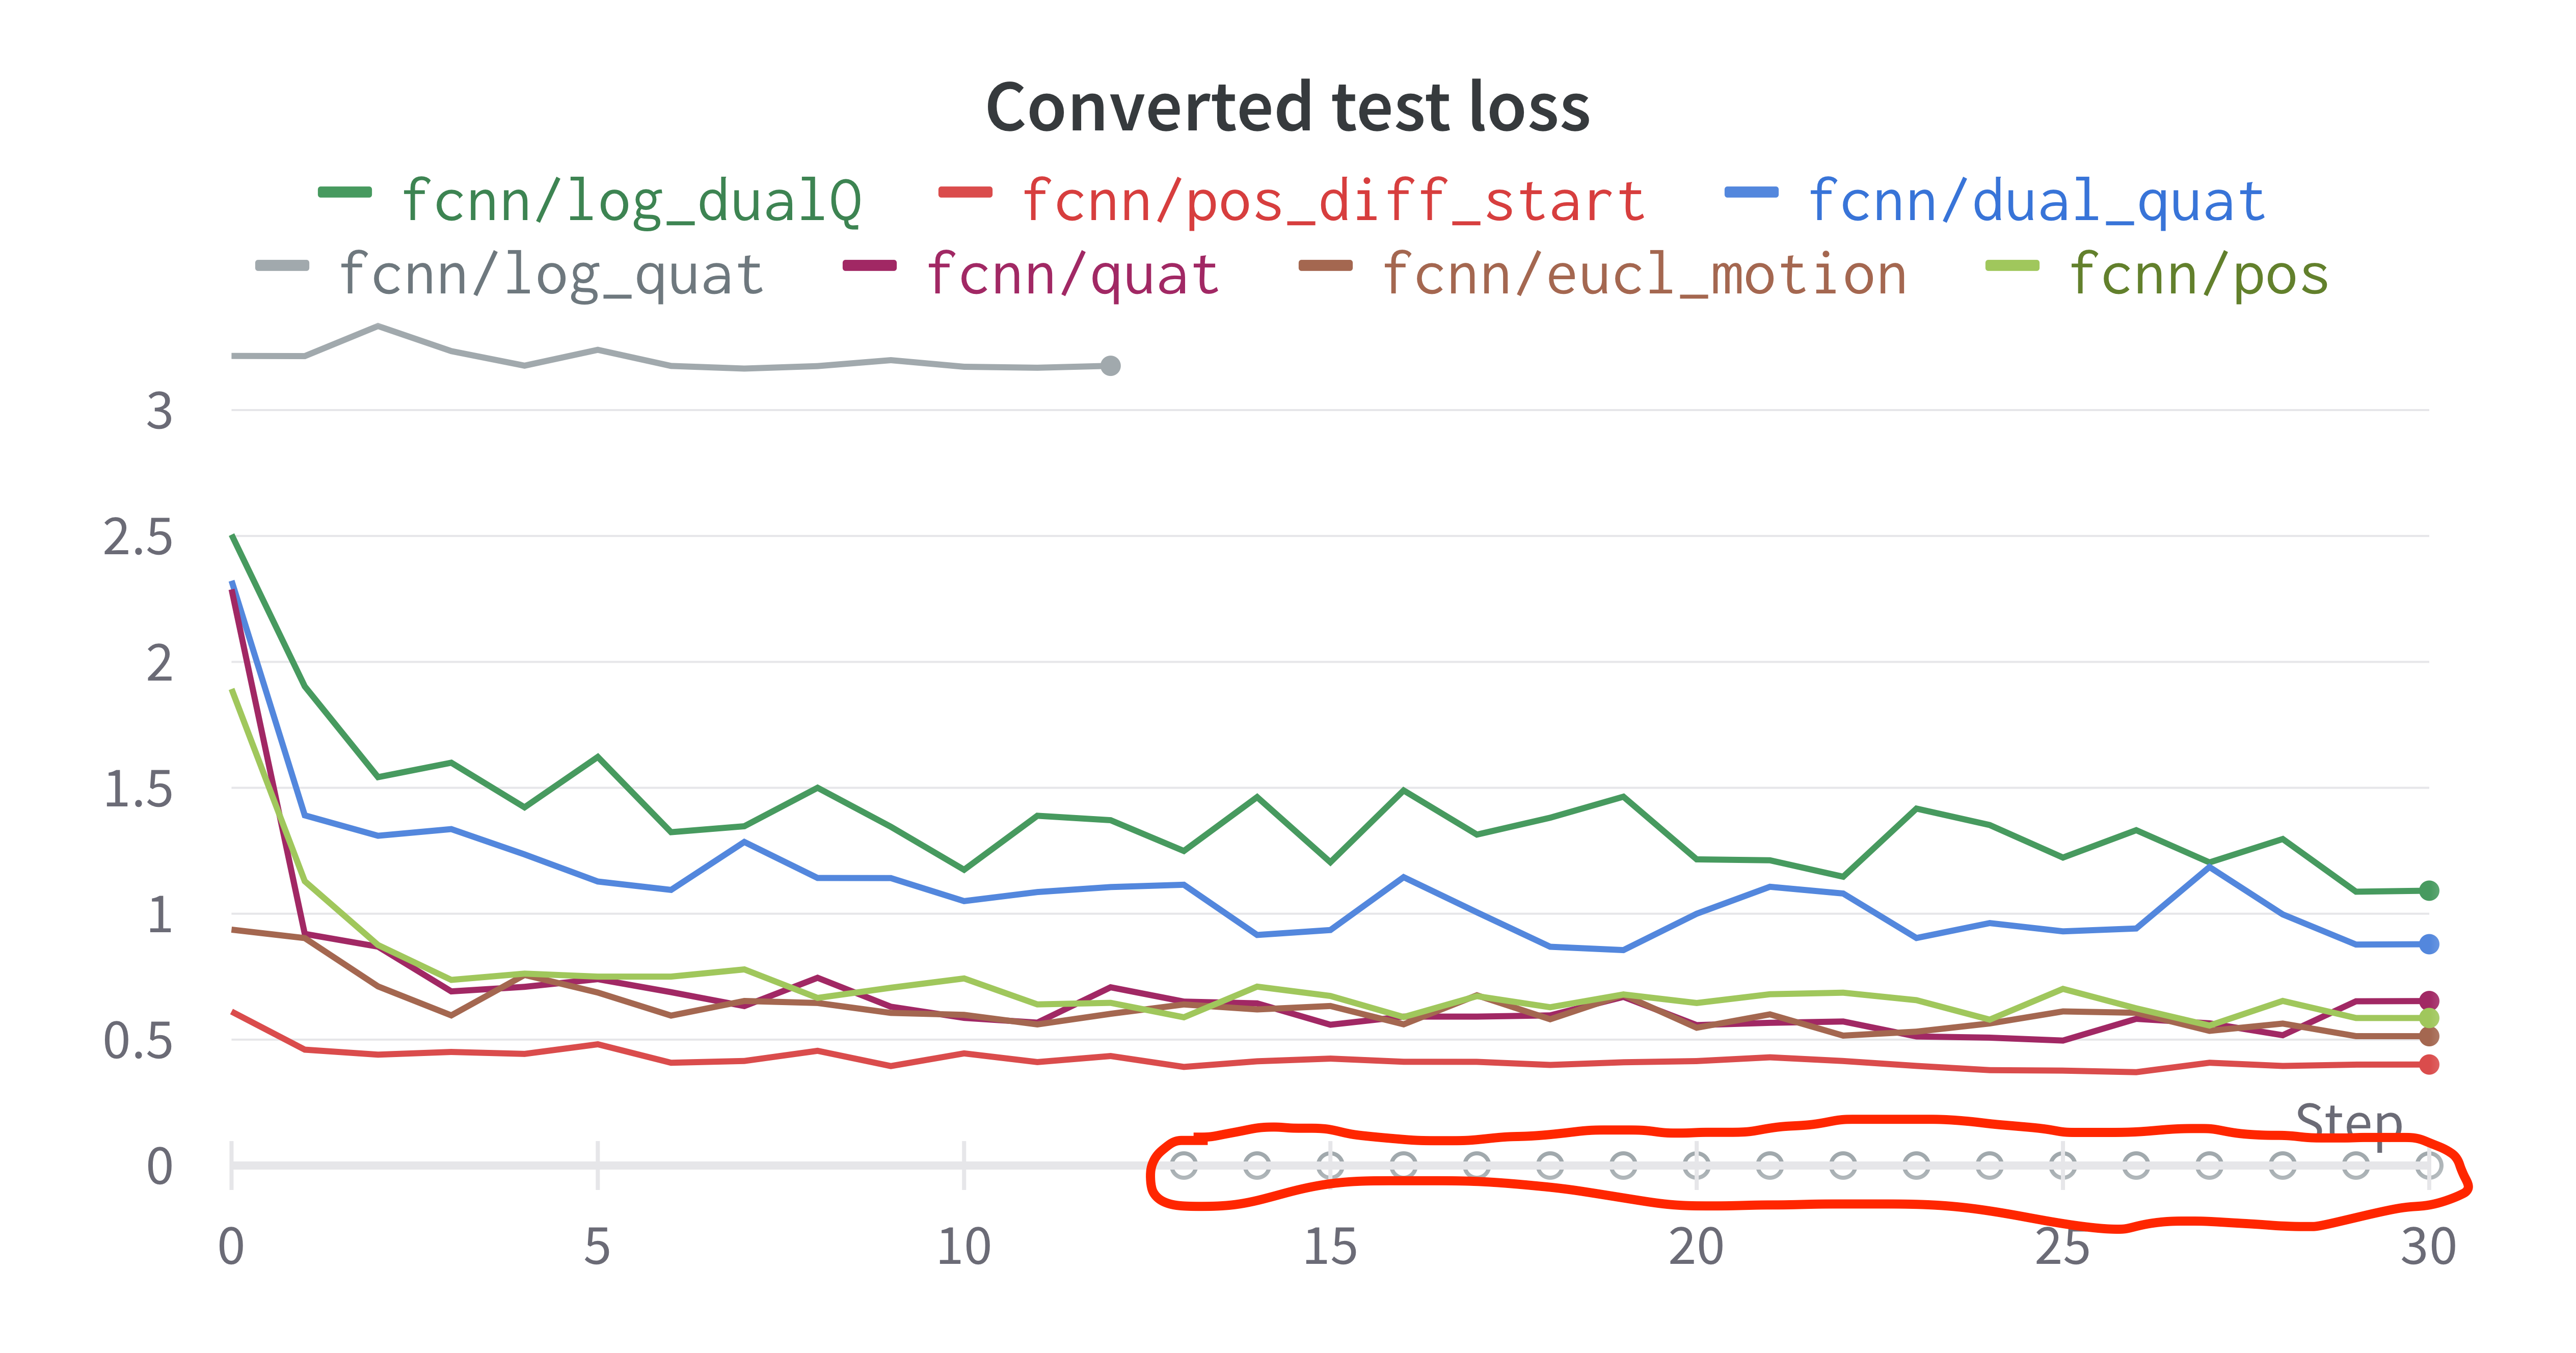 Converted test loss
fcnn/log_dualQ fcnn/pos_diff_start fcnn/dual_quat
fcnn/log_quat fcnn/quat fcnn/eucl_motion fcnn/pos
3
2.5
2
1.5
1
0.5
Step
0
0 5 10 15 20 25 30